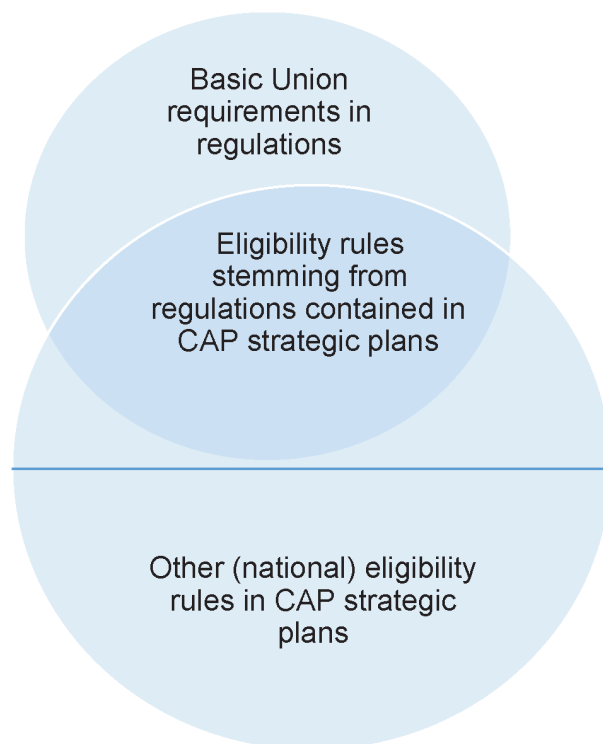 Basic Union
requirements in
regulations
Eligibility rules
stemming from
regulations contained in
CAP strategic plans
Other (national) eligibility
rules in CAP strategic
plans